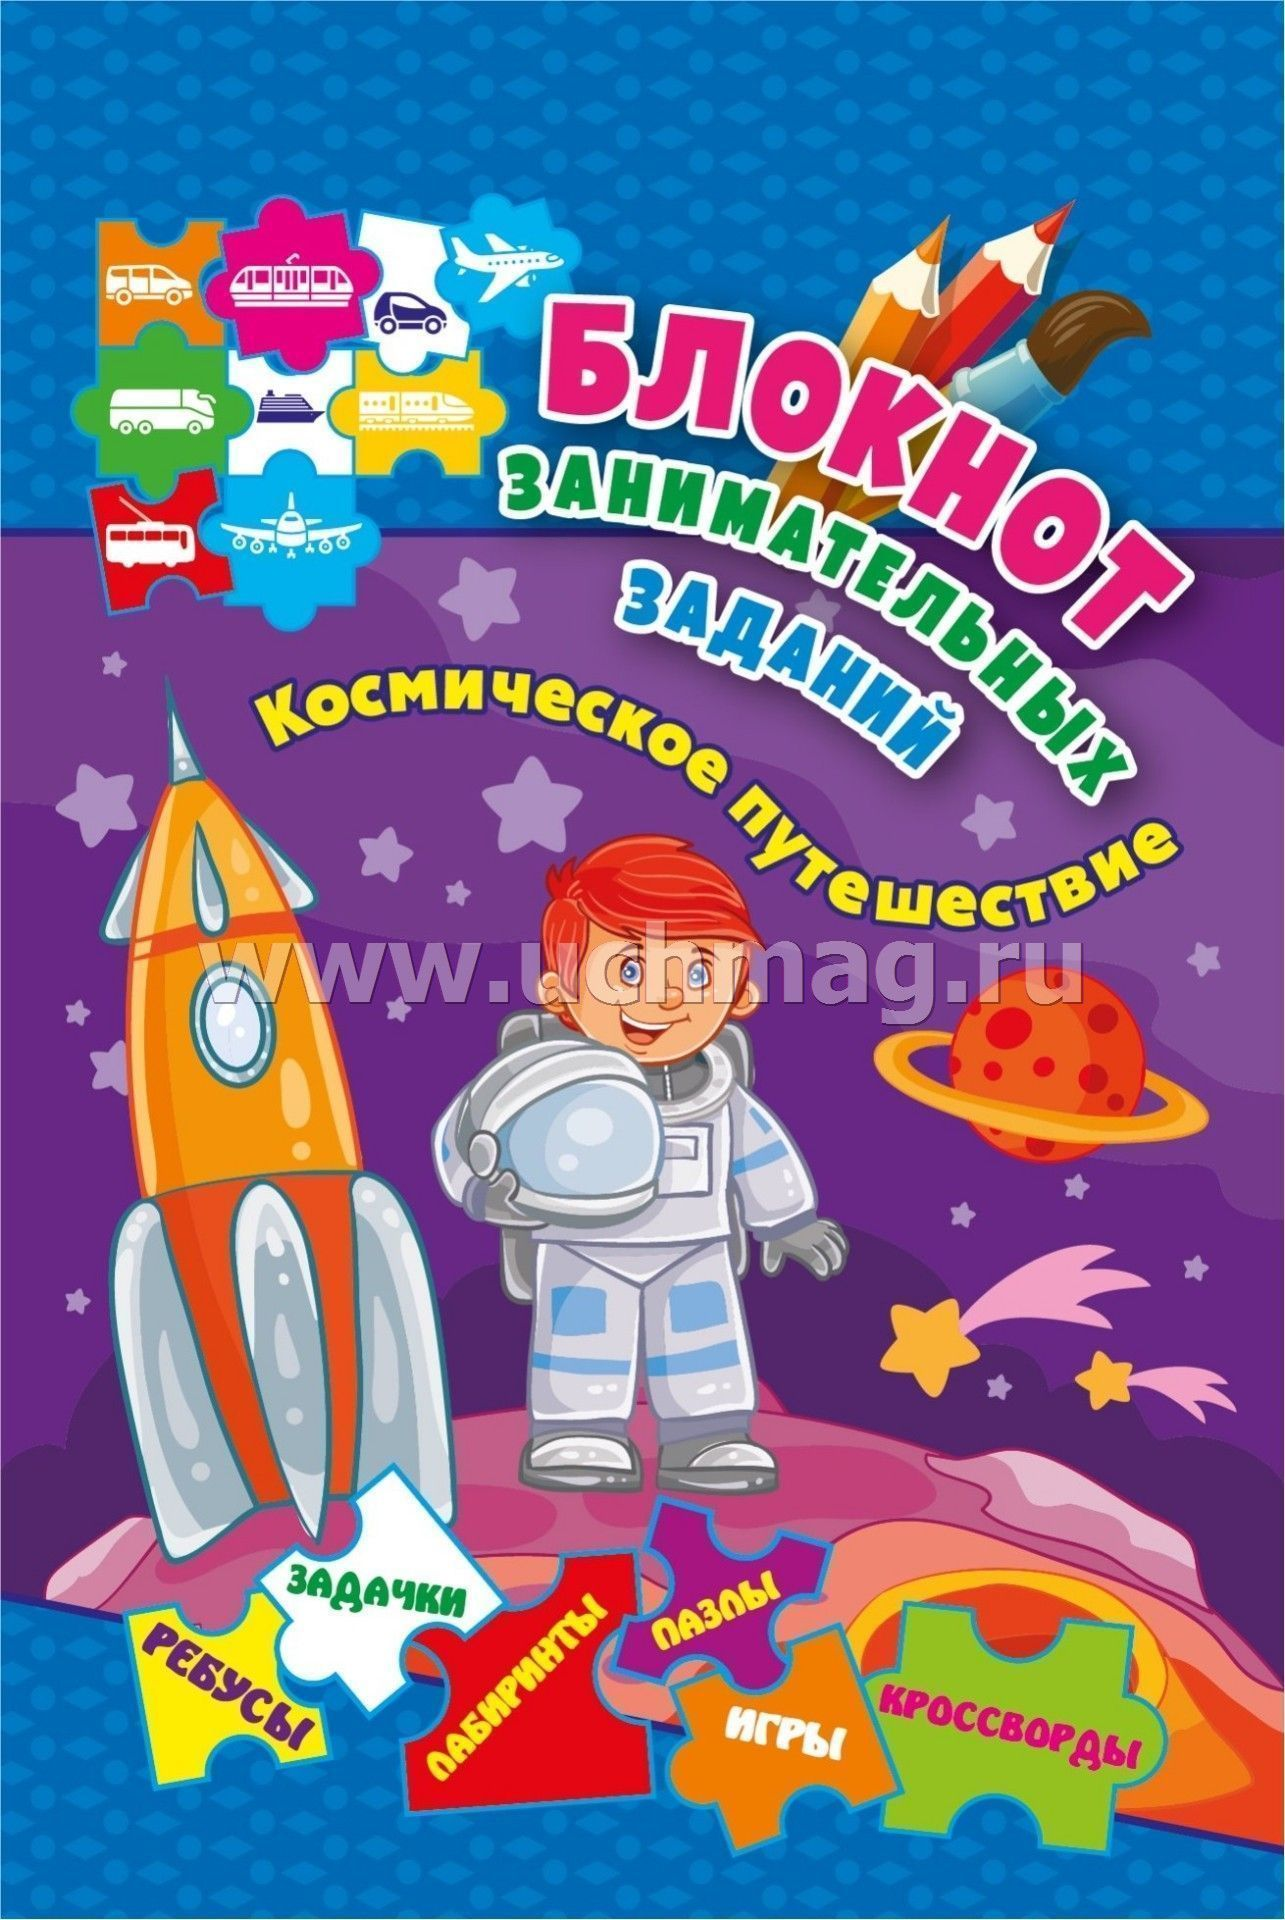 БЛОКНОТ
ЗАНИМАТЕЛЬНЫХ
ЗАДАНИЙ
Космическое путешествие
www.uchmag.ru
ЗАДАЧКИ
РЕБУСЫ
ЛАБИРИНТЫ
ПАЗЛЫ
ИГРЫ
КРОССВОРДЫ